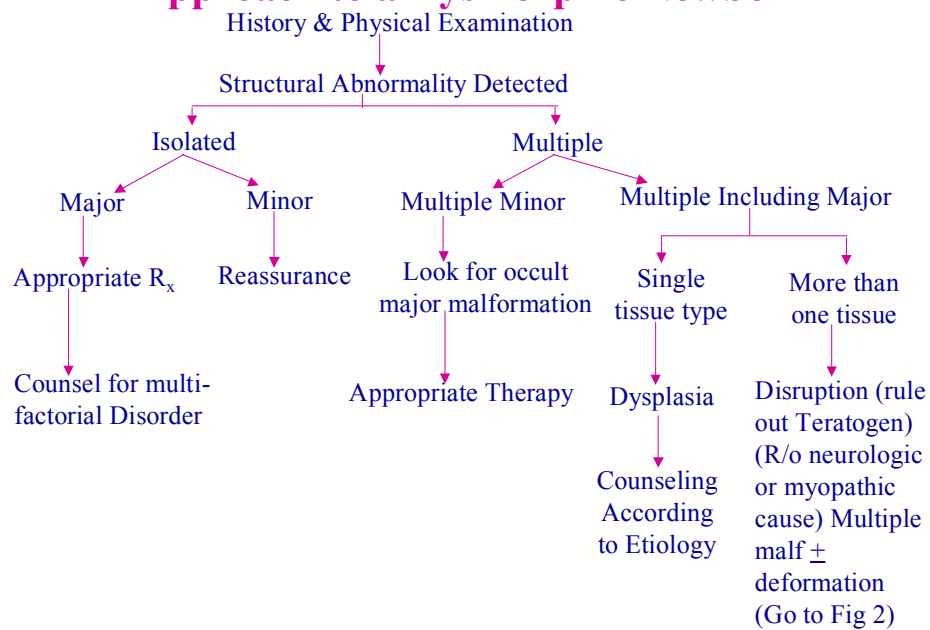 History & Physical Examination
Structural Abnormality Detected
Isolated
Multiple
Major
Minor
Multiple Minor
Multiple Including Major
Appropriate Rx
Reassurance
Look for occult
major malformation
Single
tissue type
More than
one tissue
Counsel for multi-
factorial Disorder
Appropriate Therapy
Dysplasia
Disruption (rule
out Teratogen)
(R/o neurologic
or myopathic
cause) Multiple
malf ±
deformation
(Go to Fig 2)
Counseling
According
to Etiology